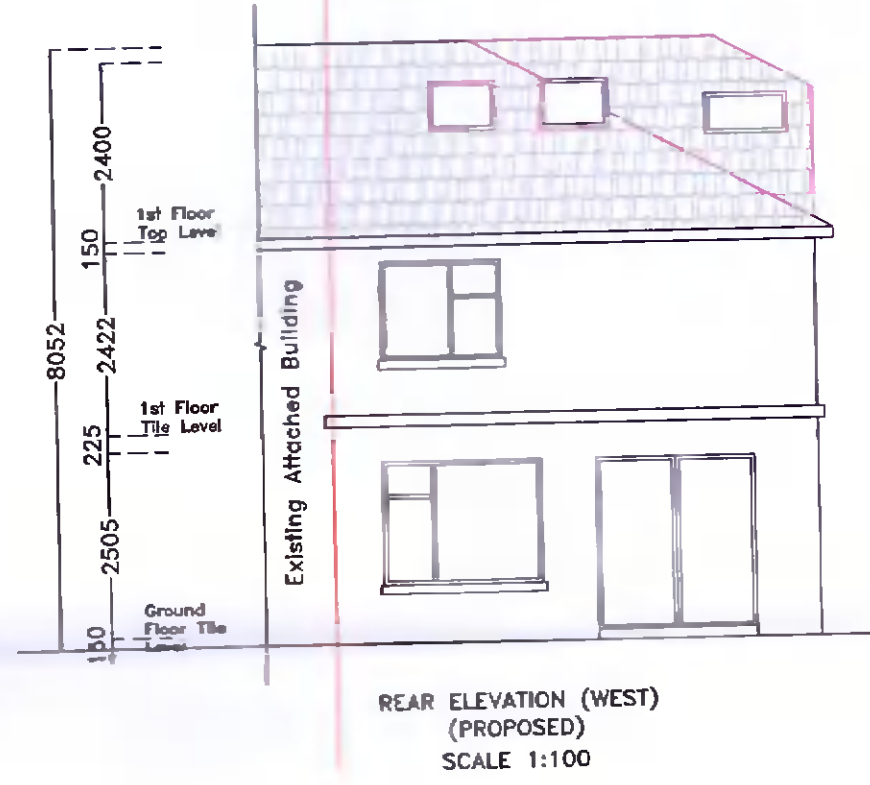 2400
1st Floor
Top Level
150
8052
2422
Existing Attached Building
1st Floor
Tile Level
225
2505
Ground
Floor Tile
Level
150
REAR ELEVATION (WEST)
(PROPOSED)
SCALE 1:100